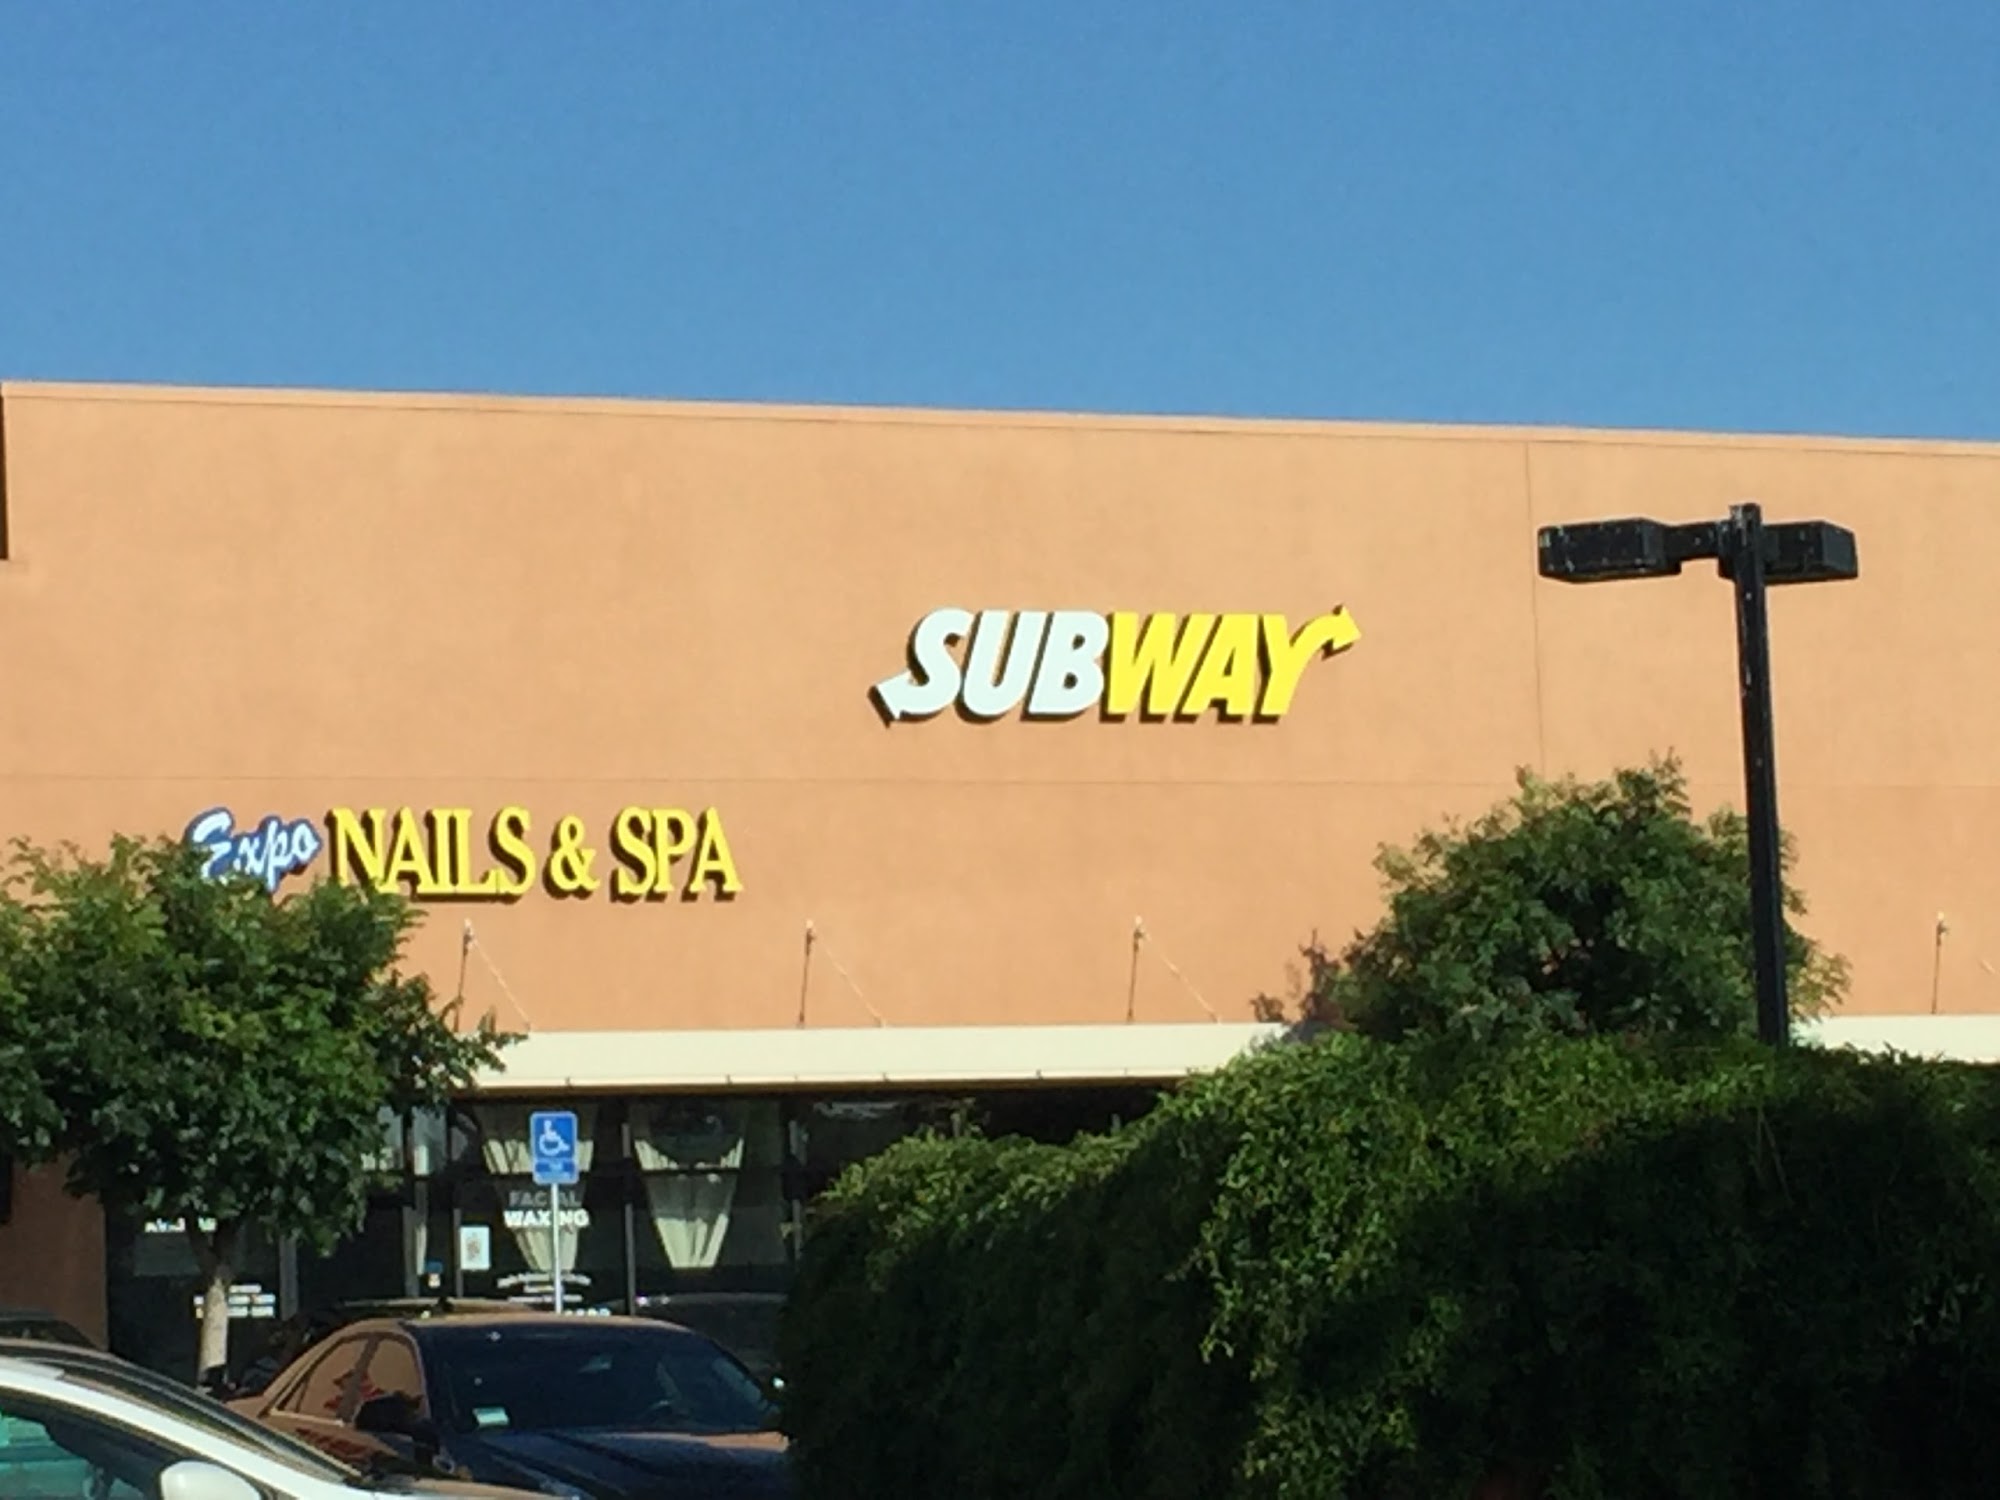 SUBWAY
Expo NAILS & SPA
FACIAL
WAXING